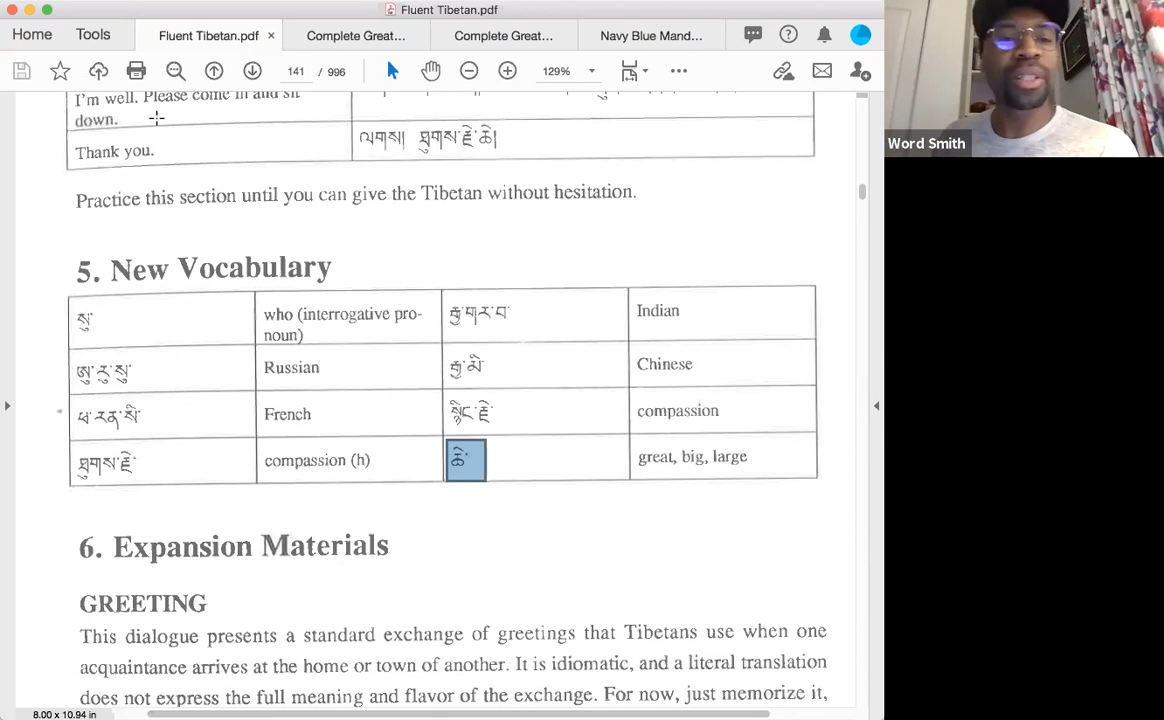 Fluent Tibetan.pdf
Home Tools Fluent Tibetan.pdf × Complete Great... Complete Great... Navy Blue Mand...
141 / 996 129%
I'm well. Please come in and sit
down.
Thank you. ལགས། ཐུགས་རྗེ་ཆེ།
Practice this section until you can give the Tibetan without hesitation.
5. New Vocabulary
སུ་ who (interrogative pro-
noun) རྒྱ་གར་བ་ Indian
ཨུ་རུ་སུ་ Russian རྒྱ་མི་ Chinese
ཕ་རན་སི་ French སྙིང་རྗེ་ compassion
ཐུགས་རྗེ་ compassion (h) ཆེ་ great, big, large
6. Expansion Materials
GREETING
This dialogue presents a standard exchange of greetings that Tibetans use when one
acquaintance arrives at the home or town of another. It is idiomatic, and a literal translation
does not express the full meaning and flavor of the exchange. For now, just memorize it,
8.00 x 10.94 in
Word Smith